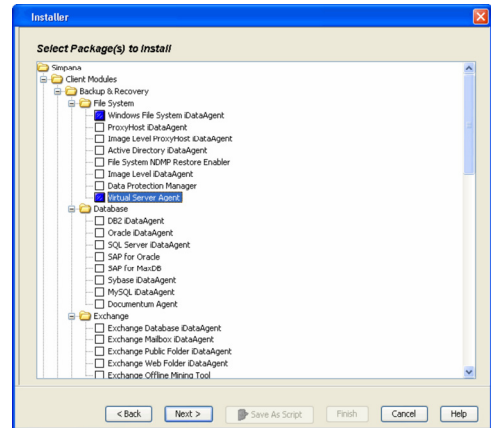 Installer
Select Package(s) to Install
Simpana
Client Modules
Backup & Recovery
File System
Windows File System iDataAgent
ProxyHost iDataAgent
Image Level ProxyHost iDataAgent
Active Directory iDataAgent
File System NDMP Restore Enabler
Image Level iDataAgent
Data Protection Manager
Virtual Server Agent
Database
DB2 iDataAgent
Oracle iDataAgent
SQL Server iDataAgent
SAP for Oracle
SAP for MaxDB
Sybase iDataAgent
MySQL iDataAgent
Documentum Agent
Exchange
Exchange Database iDataAgent
Exchange Mailbox iDataAgent
Exchange Public Folder iDataAgent
Exchange Web Folder iDataAgent
Exchange Offline Mining Tool
< Back Next > Save As Script Finish Cancel Help